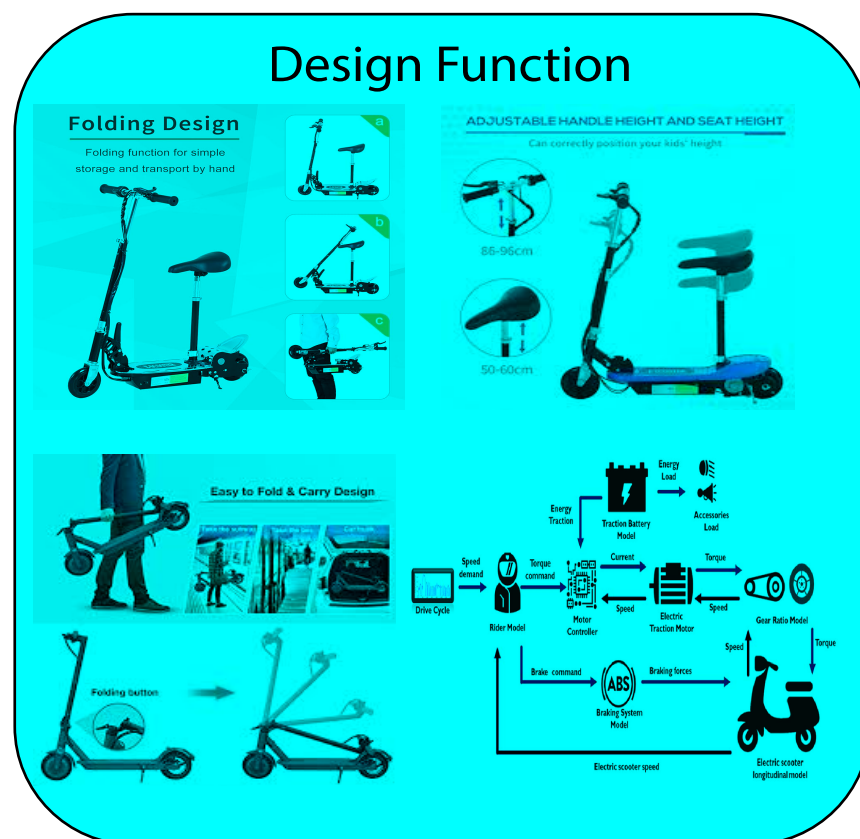 Design Function
Folding Design
Folding function for simple
storage and transport by hand
a
b
c
ADJUSTABLE HANDLE HEIGHT AND SEAT HEIGHT
Can correctly position your kids' height
86-96cm
50-60cm
Easy to Fold & Carry Design
Folding button
Energy
Load
Accessories
Load
Traction Battery
Model
Energy
Traction
Speed
demand
Drive Cycle
Rider Model
Torque
command
Motor
Controller
Current
Speed
Electric
Traction Motor
Torque
Speed
Gear Ratio Model
Speed
Torque
Brake command
ABS
Braking System
Model
Braking forces
Electric scooter speed
Electric scooter
longitudinal model